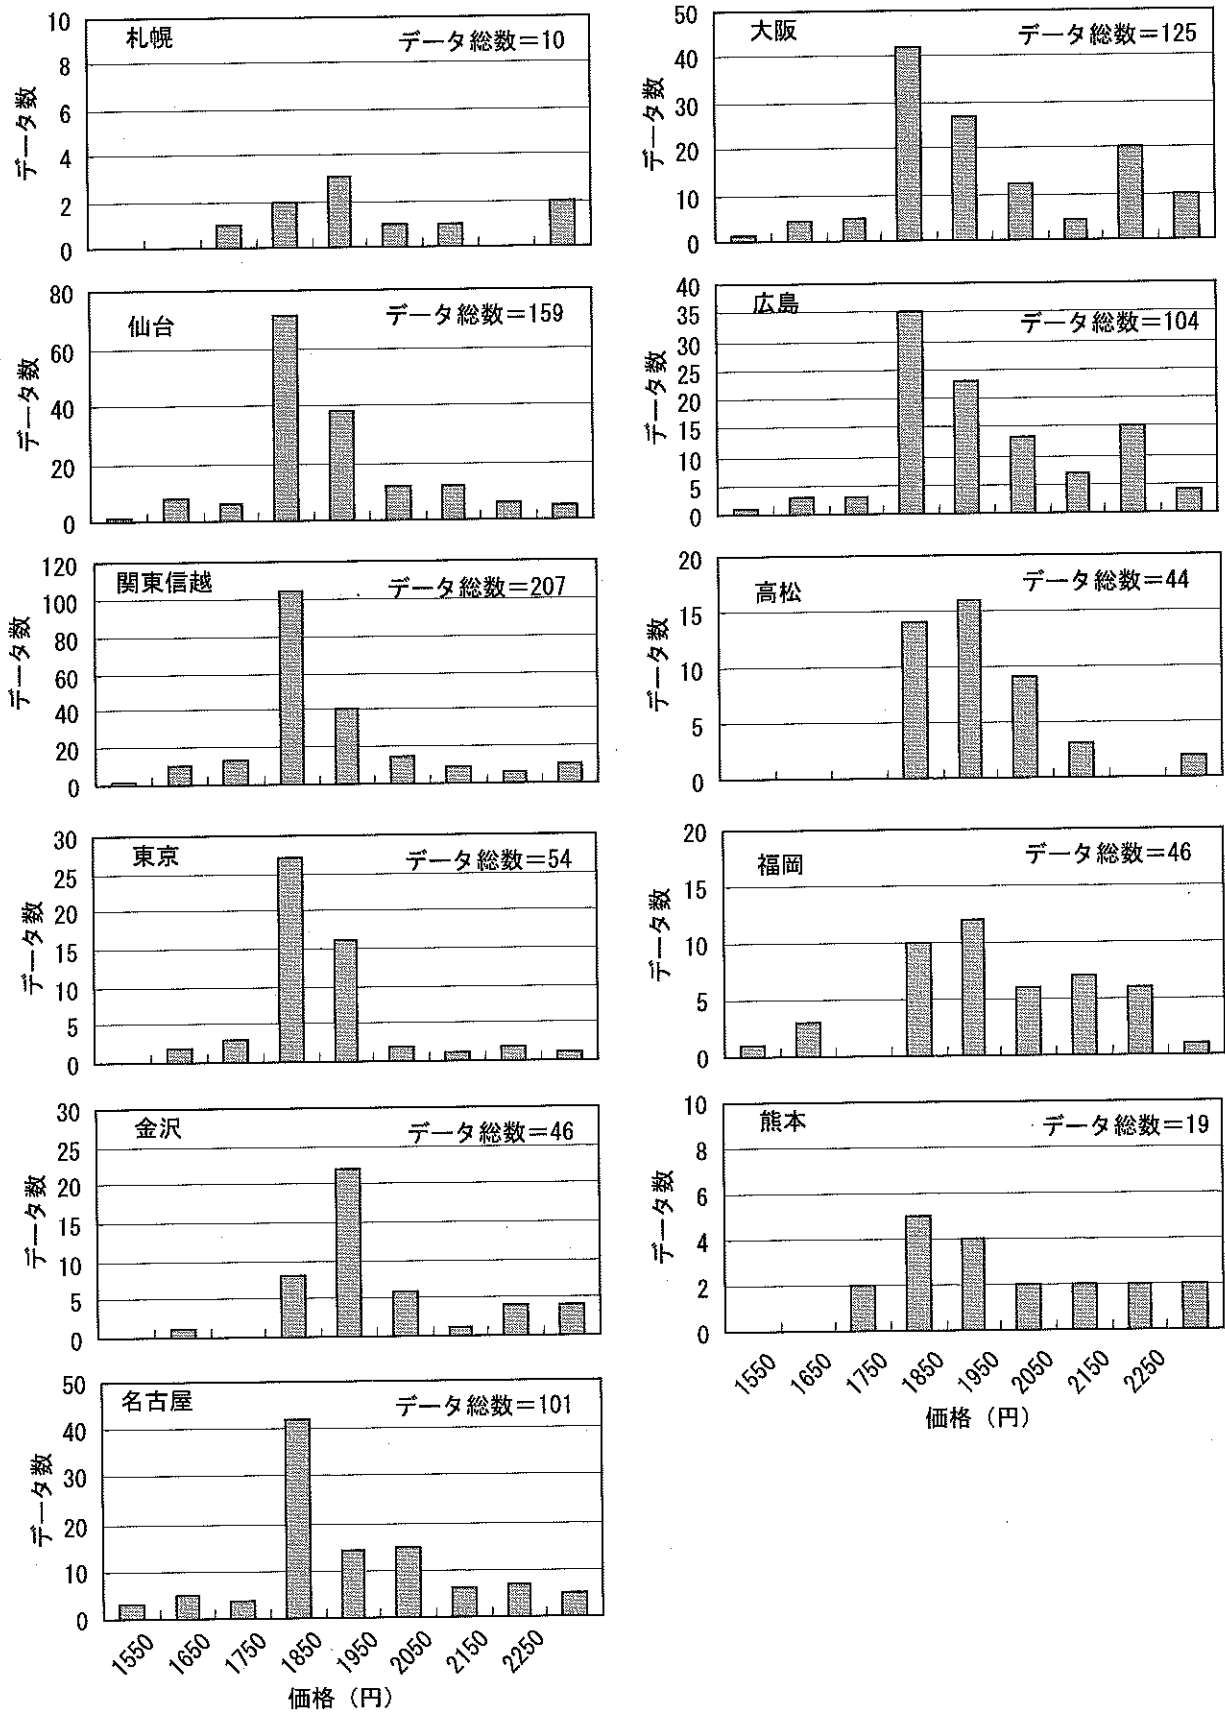 札幌 データ総数=10
データ数
10
8
6
4
2
0
仙台 データ総数=159
データ数
80
60
40
20
0
関東信越 データ総数=207
データ数
120
100
80
60
40
20
0
東京 データ総数=54
データ数
30
25
20
15
10
5
0
金沢 データ総数=46
データ数
30
25
20
15
10
5
0
名古屋 データ総数=101
データ数
50
40
30
20
10
0
1550 1650 1750 1850 1950 2050 2150 2250
価格(円)
大阪 データ総数=125
データ数
50
40
30
20
10
0
広島 データ総数=104
データ数
40
35
30
25
20
15
10
5
0
高松 データ総数=44
データ数
20
15
10
5
0
福岡 データ総数=46
データ数
20
15
10
5
0
熊本 データ総数=19
データ数
10
8
6
4
2
0
1550 1650 1750 1850 1950 2050 2150 2250
価格(円)